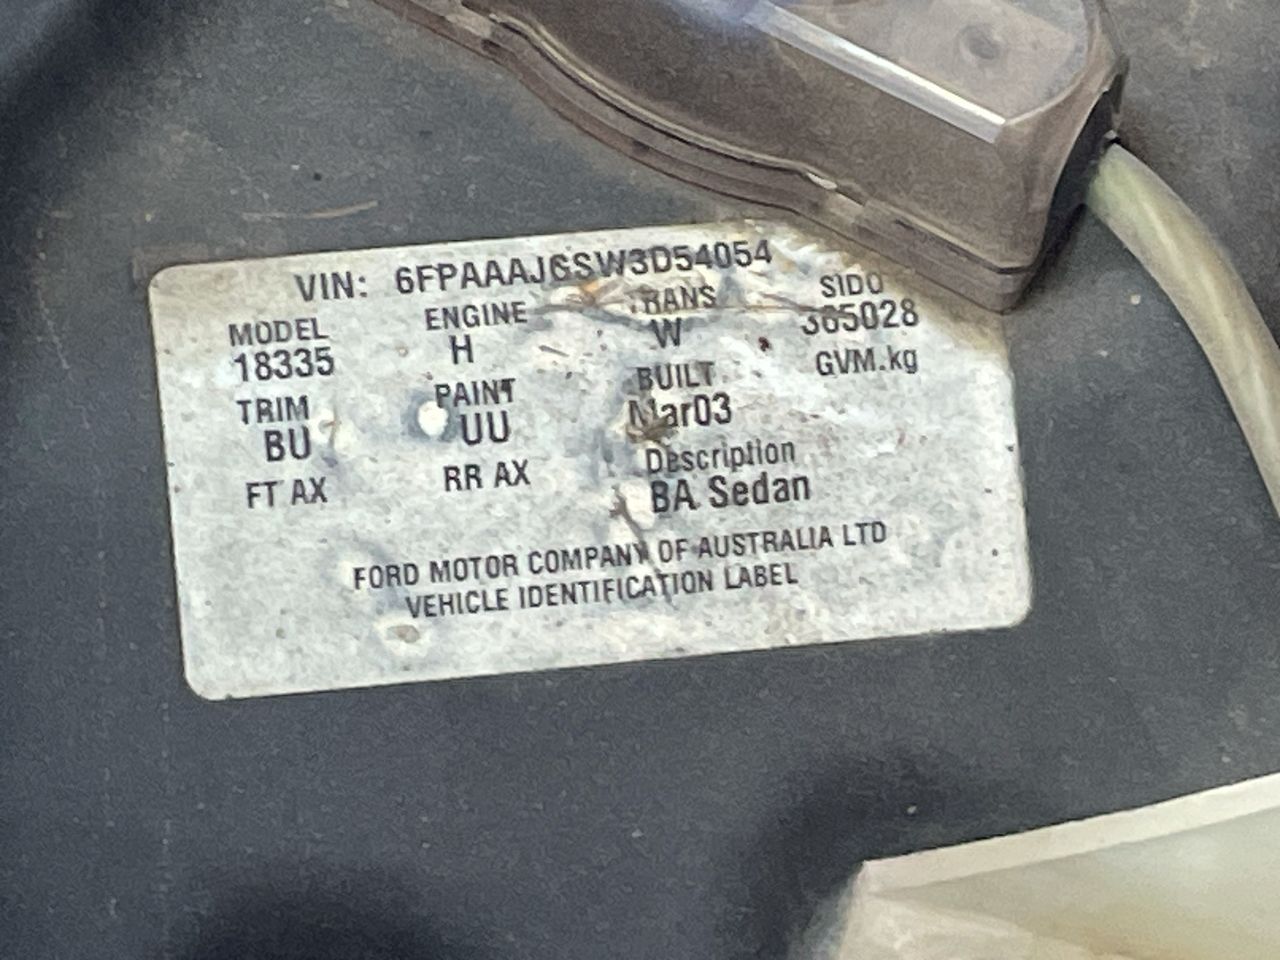 VIN: 6FPAAAJGSW3D54054
MODEL ENGINE TRANS SIDO
18335 H W 365028
TRIM PAINT BUILT GVM.kg
BU UU Mar03
FT AX RR AX Description
BA Sedan
FORD MOTOR COMPANY OF AUSTRALIA LTD
VEHICLE IDENTIFICATION LABEL